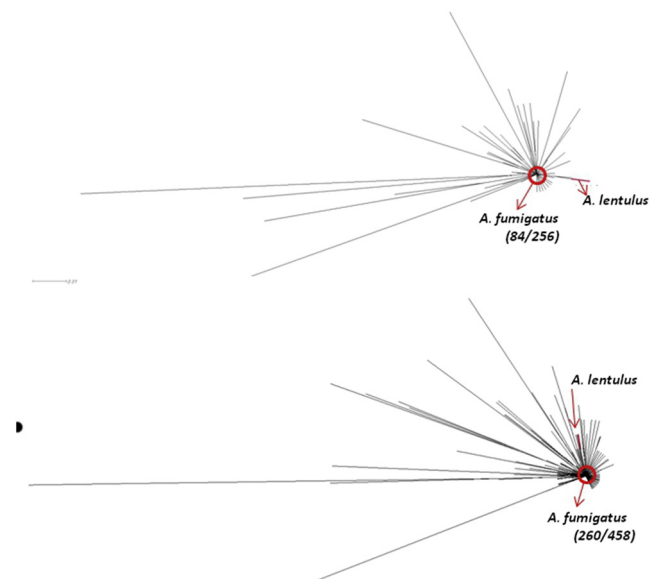 A. lentulus
A. fumigatus
(84/256)
A. lentulus
A. fumigatus
(260/458)